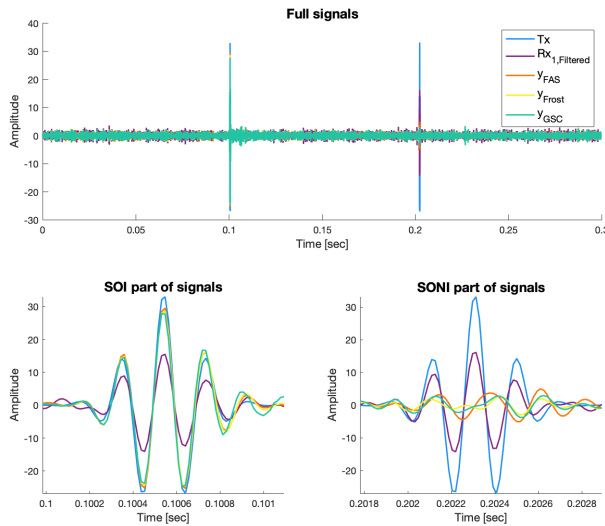 Full signals
40
30
20
10
0
-10
-20
-30
Amplitude
0
0.05
0.1
0.15
0.2
0.25
0.3
Time [sec]
Tx
Rx1,Filtered
yFAS
yFrost
yGSC
SOI part of signals
30
20
10
0
-10
-20
Amplitude
0.1
0.1002
0.1004
0.1006
0.1008
0.101
Time [sec]
SONI part of signals
30
20
10
0
-10
-20
Amplitude
0.2018
0.202
0.2022
0.2024
0.2026
0.2028
Time [sec]